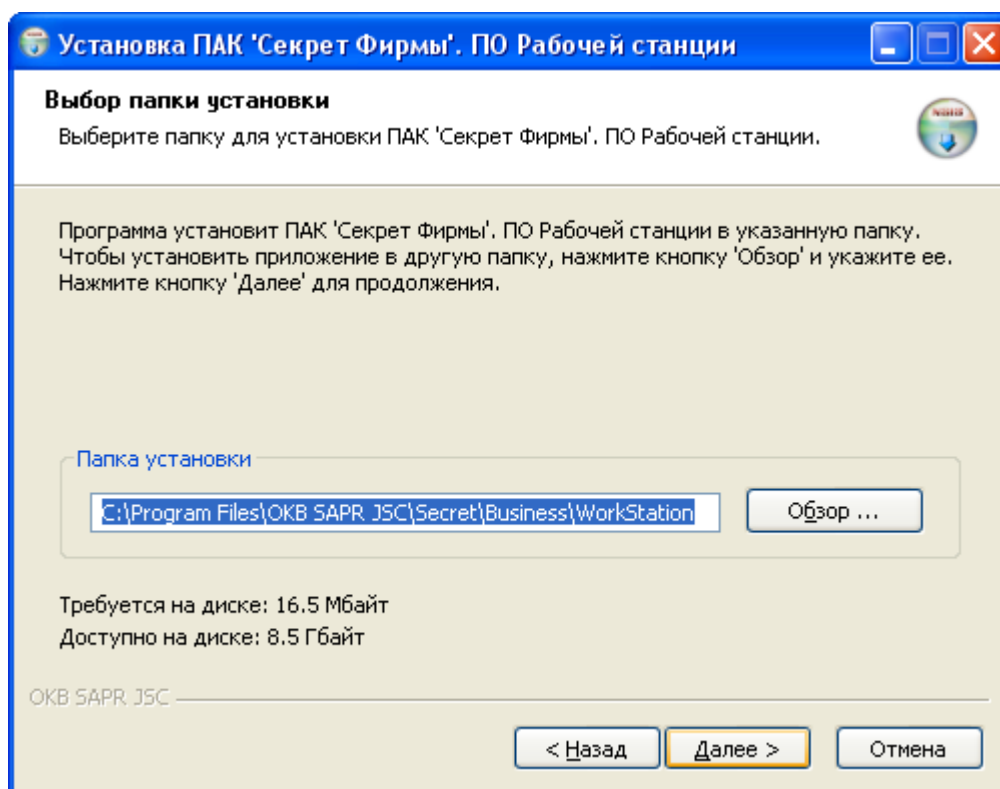 Установка ПАК 'Секрет Фирмы'. ПО Рабочей станции
Выбор папки установки
Выберите папку для установки ПАК 'Секрет Фирмы'. ПО Рабочей станции.
Программа установит ПАК 'Секрет Фирмы'. ПО Рабочей станции в указанную папку.
Чтобы установить приложение в другую папку, нажмите кнопку 'Обзор' и укажите ее.
Нажмите кнопку 'Далее' для продолжения.
Папка установки
C:\Program Files\OKB SAPR JSC\Secret\Business\WorkStation
Обзор ...
Требуется на диске: 16.5 Мбайт
Доступно на диске: 8.5 Гбайт
OKB SAPR JSC
< Назад Далее > Отмена